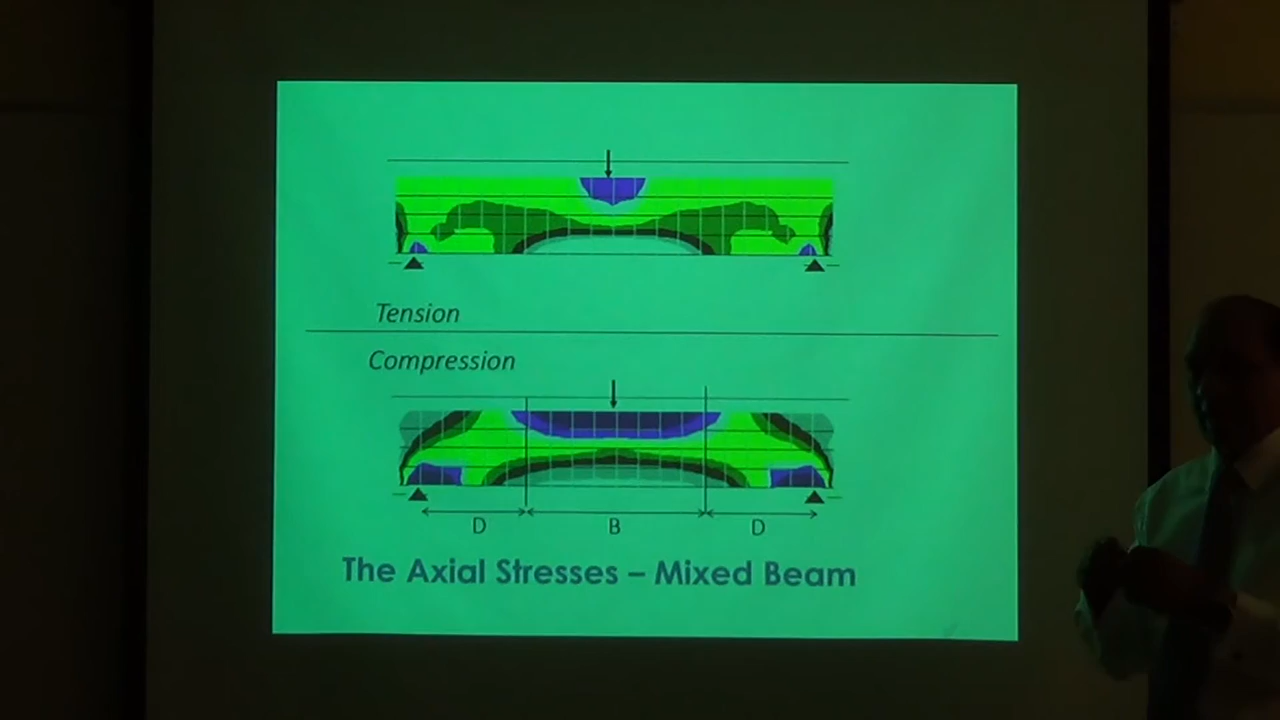 Tension
Compression
D B D
The Axial Stresses – Mixed Beam